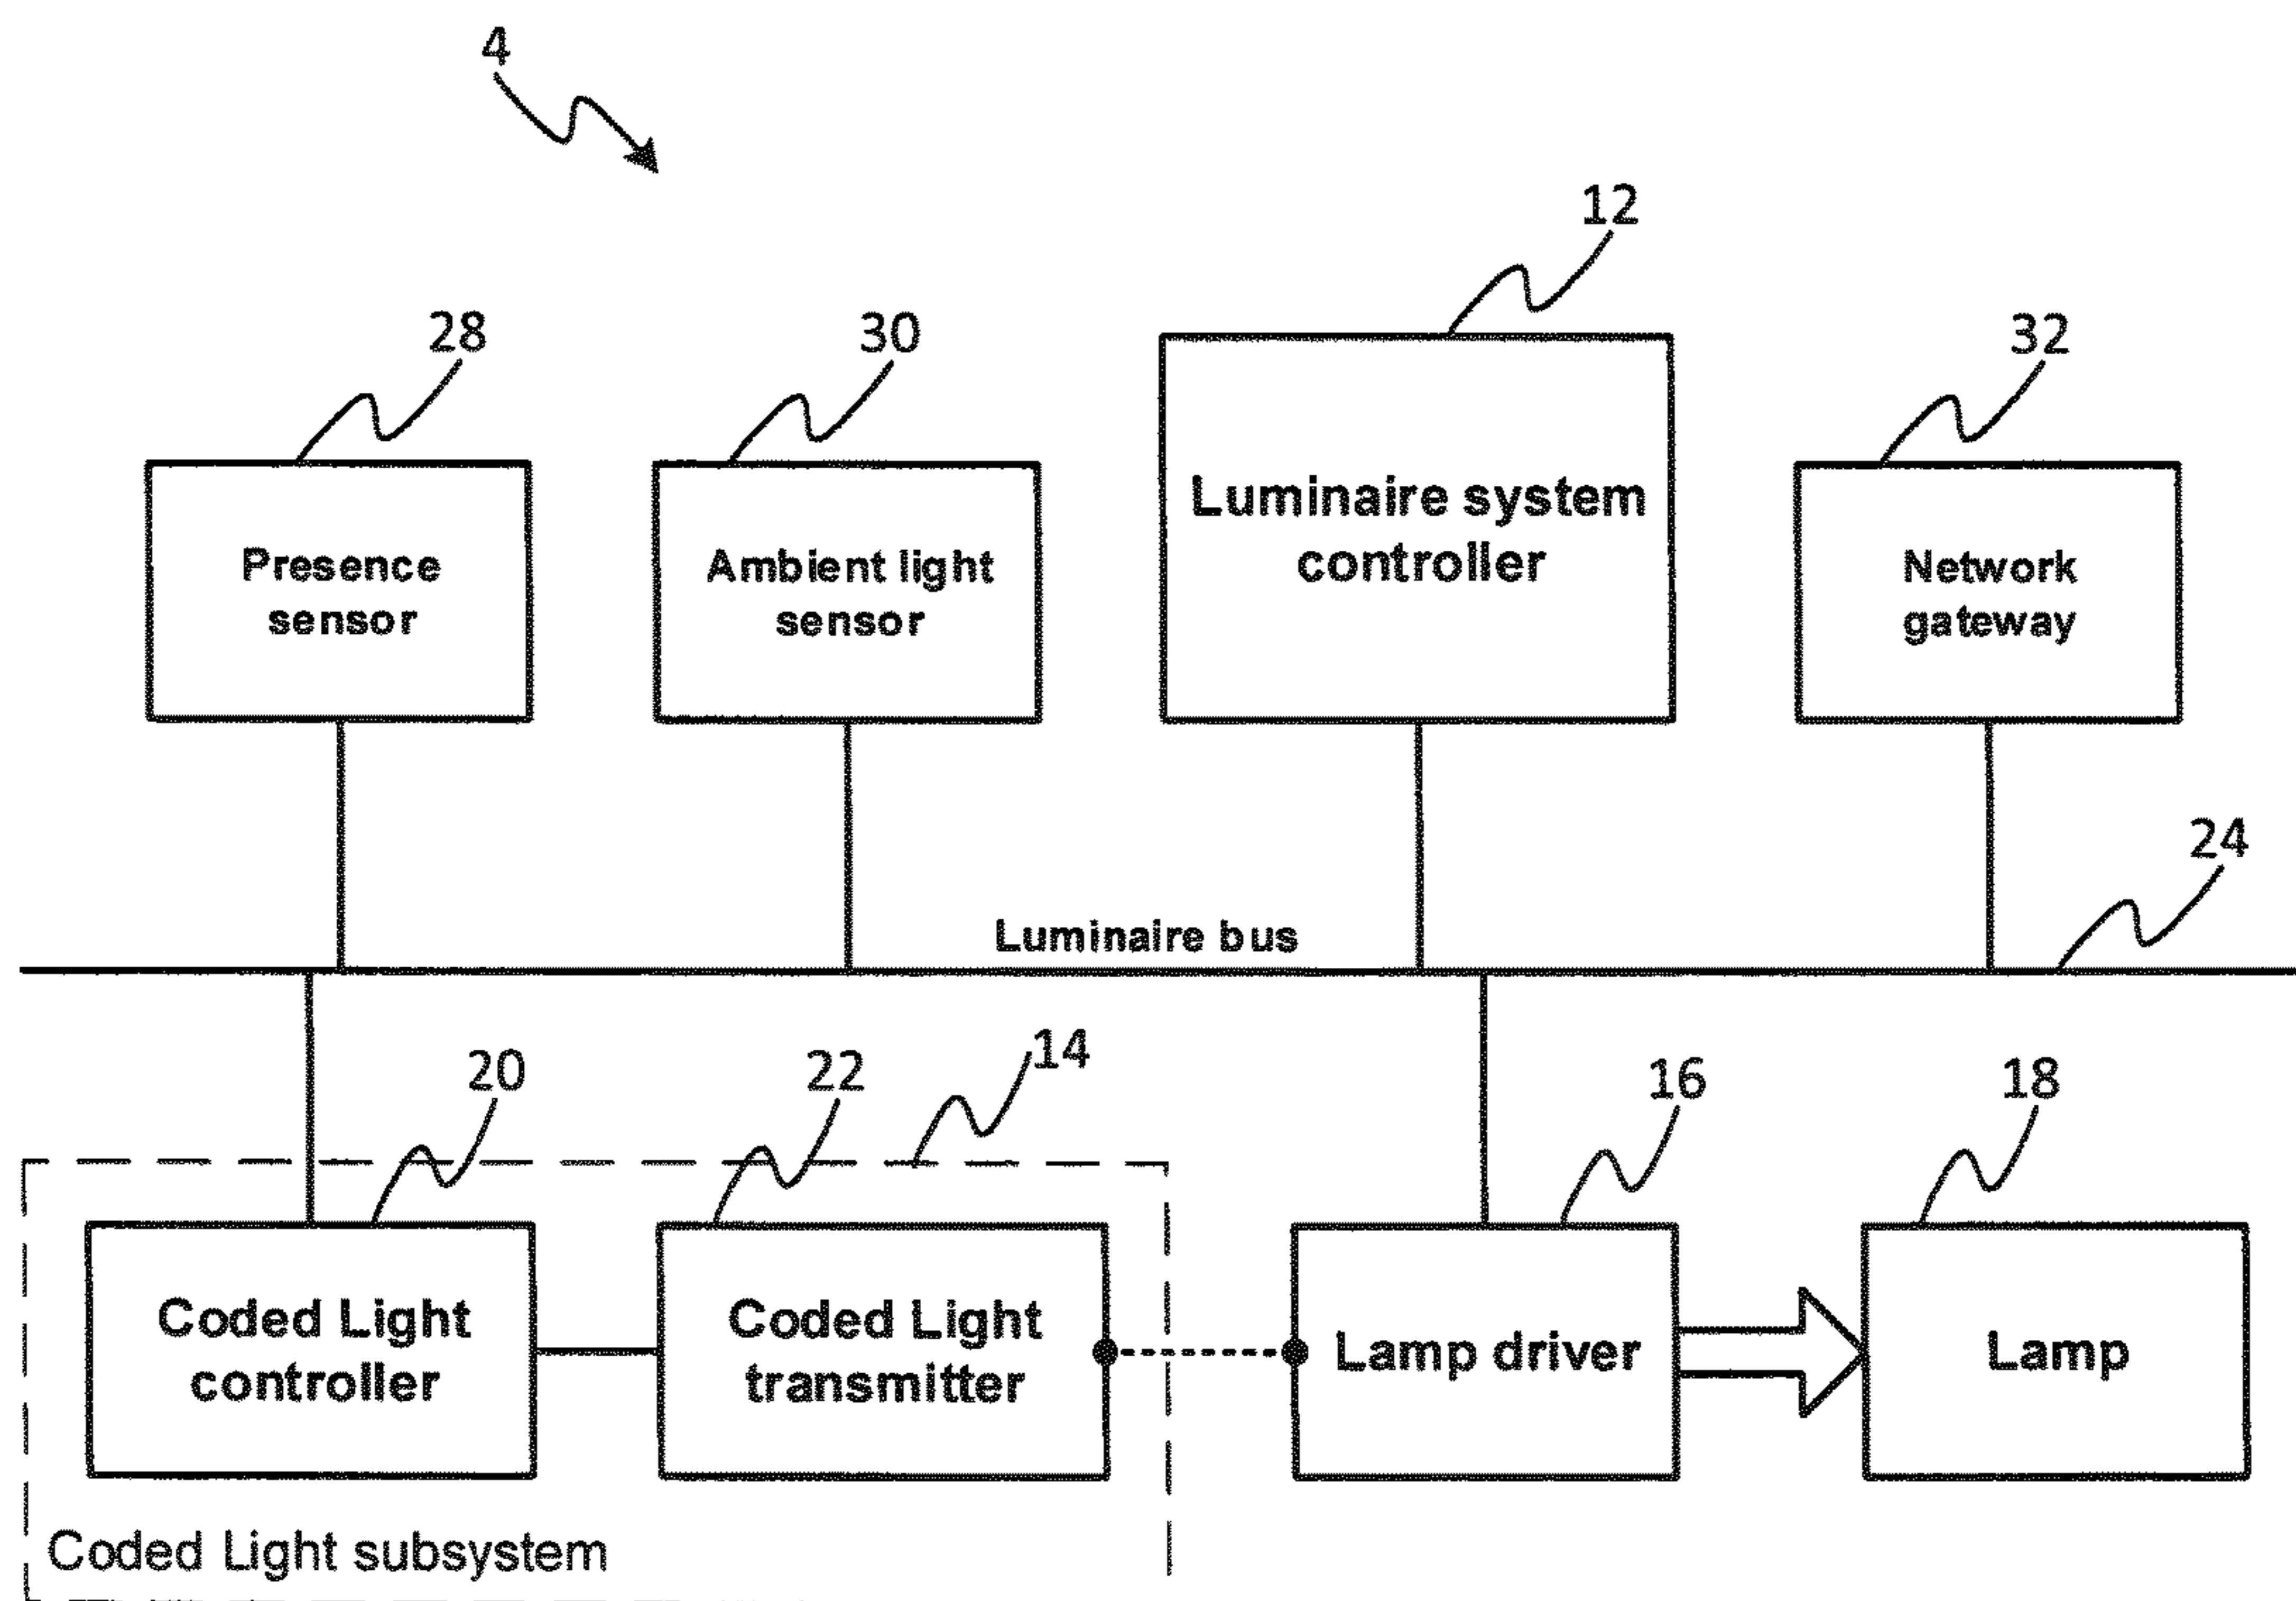 4
12
28
30
32
Luminaire system
controller
Presence
sensor
Ambient light
sensor
Network
gateway
24
Luminaire bus
20
22
14
16
18
Coded Light
controller
Coded Light
transmitter
Lamp driver
Lamp
Coded Light subsystem